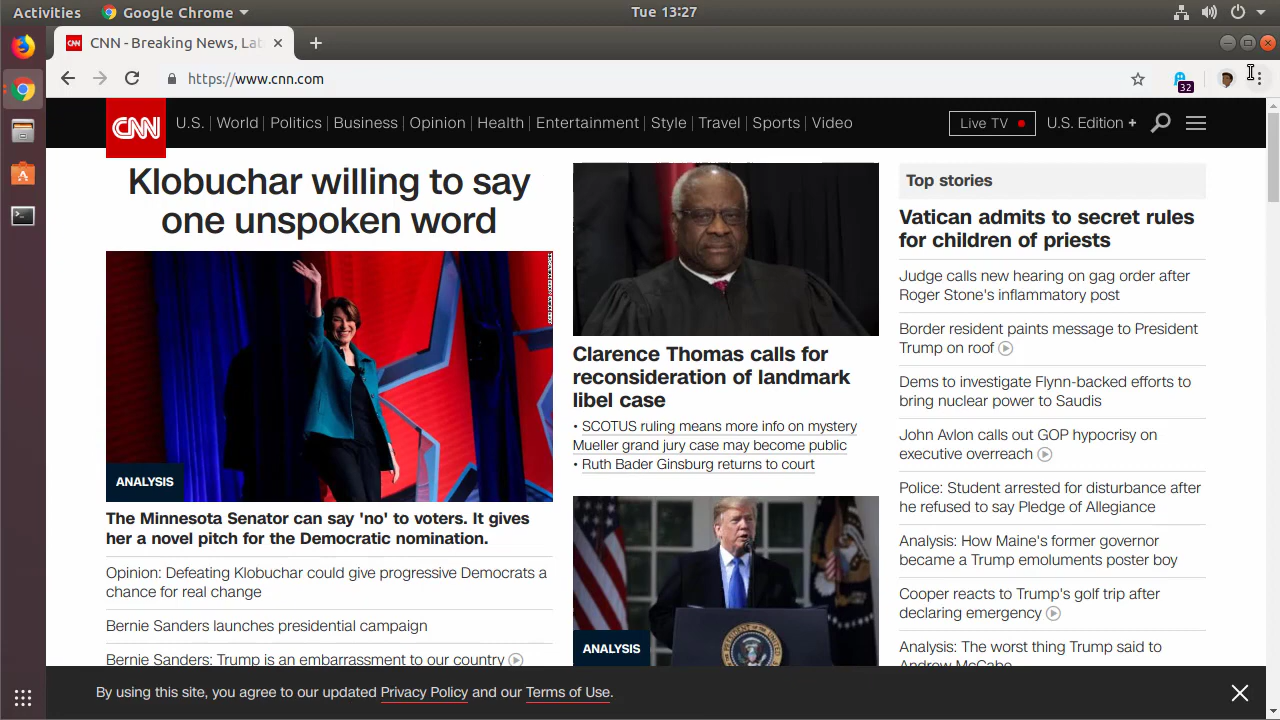 Activities
Google Chrome
Tue 13:27
CNN - Breaking News, Lat
https://www.cnn.com
32
CNN
U.S.
World
Politics
Business
Opinion
Health
Entertainment
Style
Travel
Sports
Video
Live TV
U.S. Edition +
Klobuchar willing to say
one unspoken word
ANALYSIS
The Minnesota Senator can say 'no' to voters. It gives
her a novel pitch for the Democratic nomination.
Opinion: Defeating Klobuchar could give progressive Democrats a
chance for real change
Bernie Sanders launches presidential campaign
Bernie Sanders: Trump is an embarrassment to our country
Clarence Thomas calls for
reconsideration of landmark
libel case
• SCOTUS ruling means more info on mystery
Mueller grand jury case may become public
• Ruth Bader Ginsburg returns to court
ANALYSIS
Top stories
Vatican admits to secret rules
for children of priests
Judge calls new hearing on gag order after
Roger Stone's inflammatory post
Border resident paints message to President
Trump on roof
Dems to investigate Flynn-backed efforts to
bring nuclear power to Saudis
John Avlon calls out GOP hypocrisy on
executive overreach
Police: Student arrested for disturbance after
he refused to say Pledge of Allegiance
Analysis: How Maine's former governor
became a Trump emoluments poster boy
Cooper reacts to Trump's golf trip after
declaring emergency
Analysis: The worst thing Trump said to
Andrew McCabe
By using this site, you agree to our updated Privacy Policy and our Terms of Use.